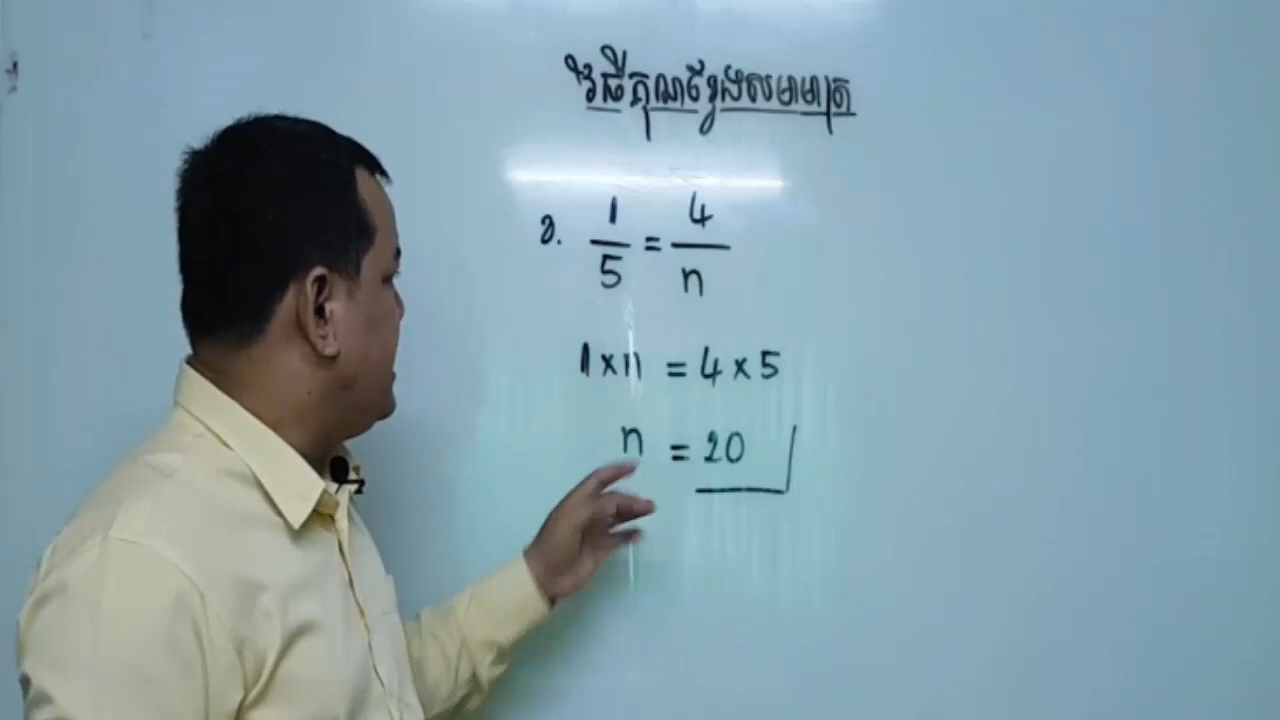 វិធីគុណខ្វែងសមាមាត្រ
ខ. 1/5 = 4/n
1 x n = 4 x 5
n = 20